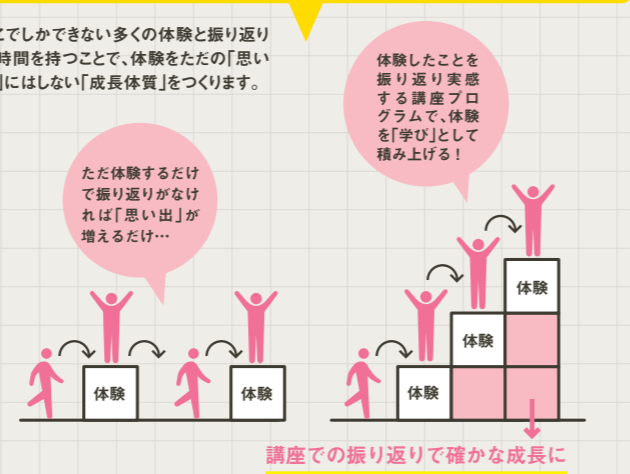 こでしかできない多くの体験と振り返り
時間を持つことで、体験をただの「思い
」にはしない「成長体質」をつくります。
体験したことを
振り返り実感
する講座プロ
グラムで、体験
を「学び」として
積み上げる！
ただ体験するだけ
で振り返りがなけ
れば「思い出」が
増えるだけ…
体験
体験
体験
体験
体験
講座での振り返りで確かな成長に